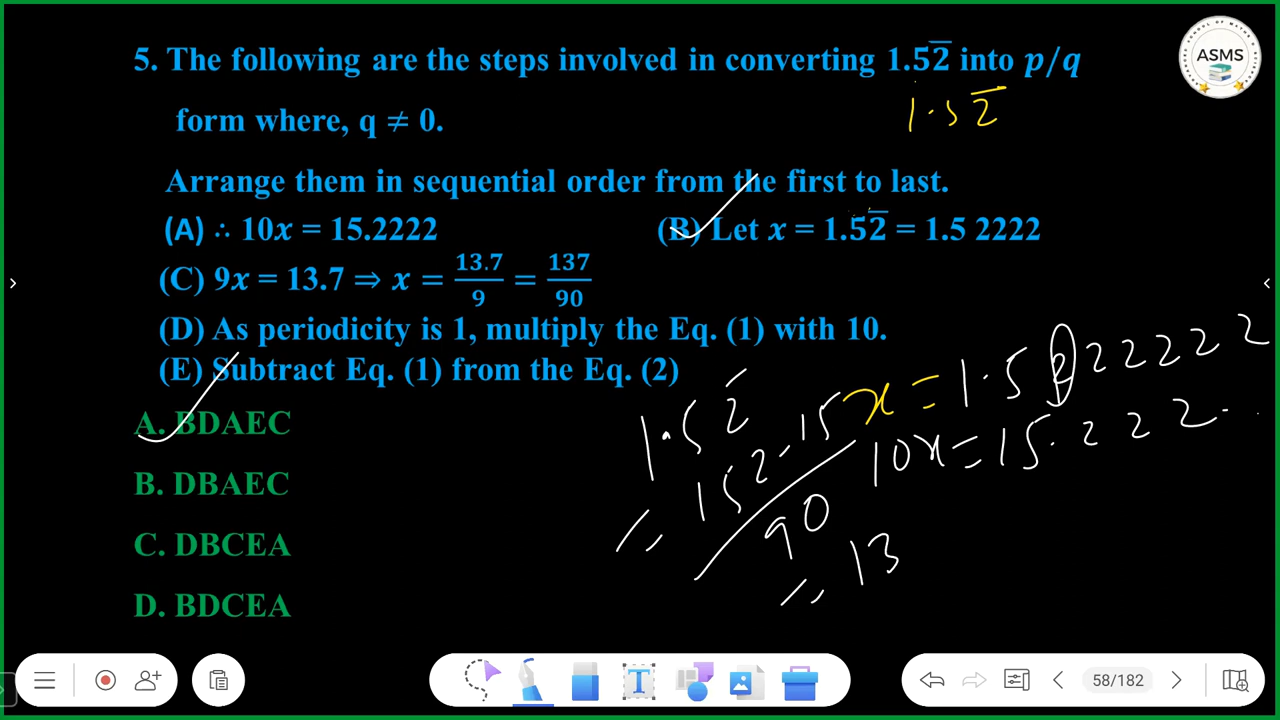 5. The following are the steps involved in converting 1.52̅ into p/q
form where, q ≠ 0.
1.52̅
Arrange them in sequential order from the first to last.
(A) ∴ 10x = 15.2222
(B) Let x = 1.52̅ = 1.5 2222
(C) 9x = 13.7 ⇒ x = 13.7/9 = 137/90
(D) As periodicity is 1, multiply the Eq. (1) with 10.
(E) Subtract Eq. (1) from the Eq. (2)
A. BDAEC
B. DBAEC
C. DBCEA
D. BDCEA
x = 1.5222222
10x = 15.222..
1.52̅
= 152-15/90
= 13
ASMS
58/182